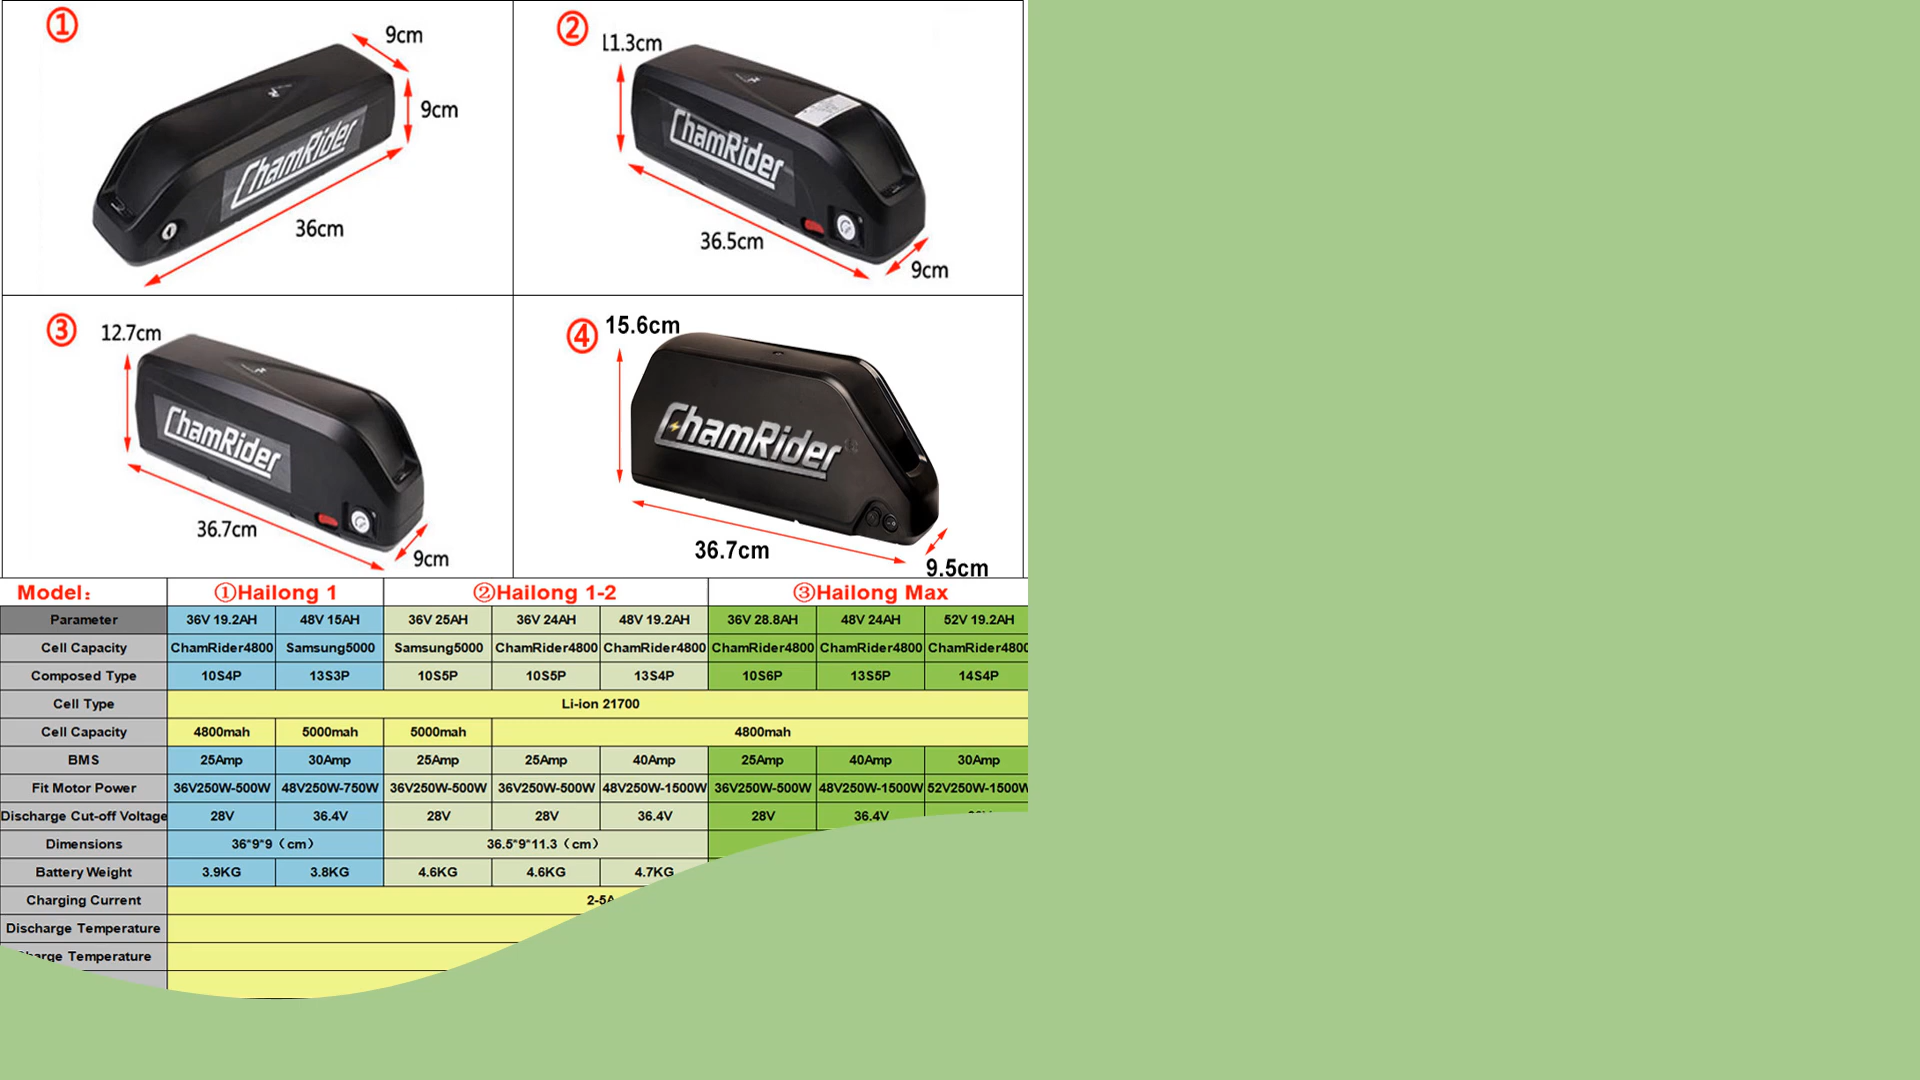 ① 9cm
9cm
ChamRider
36cm
② 11.3cm
ChamRider
36.5cm
9cm
③ 12.7cm
ChamRider
36.7cm
9cm
④ 15.6cm
ChamRider
36.7cm
9.5cm
Model: ①Hailong 1 ②Hailong 1-2 ③Hailong Max
Parameter 36V 19.2AH 48V 15AH 36V 25AH 36V 24AH 48V 19.2AH 36V 28.8AH 48V 24AH 52V 19.2AH
Cell Capacity ChamRider4800 Samsung5000 Samsung5000 ChamRider4800 ChamRider4800 ChamRider4800 ChamRider4800 ChamRider4800
Composed Type 10S4P 13S3P 10S5P 10S5P 13S4P 10S6P 13S5P 14S4P
Cell Type Li-ion 21700
Cell Capacity 4800mah 5000mah 5000mah 4800mah
BMS 25Amp 30Amp 25Amp 25Amp 40Amp 25Amp 40Amp 30Amp
Fit Motor Power 36V250W-500W 48V250W-750W 36V250W-500W 36V250W-500W 48V250W-1500W 36V250W-500W 48V250W-1500W 52V250W-1500W
Discharge Cut-off Voltage 28V 36.4V 28V 28V 36.4V 28V 36.4V
Dimensions 36*9*9（cm） 36.5*9*11.3（cm）
Battery Weight 3.9KG 3.8KG 4.6KG 4.6KG 4.7KG
Charging Current 2-5A
Discharge Temperature
Charge Temperature